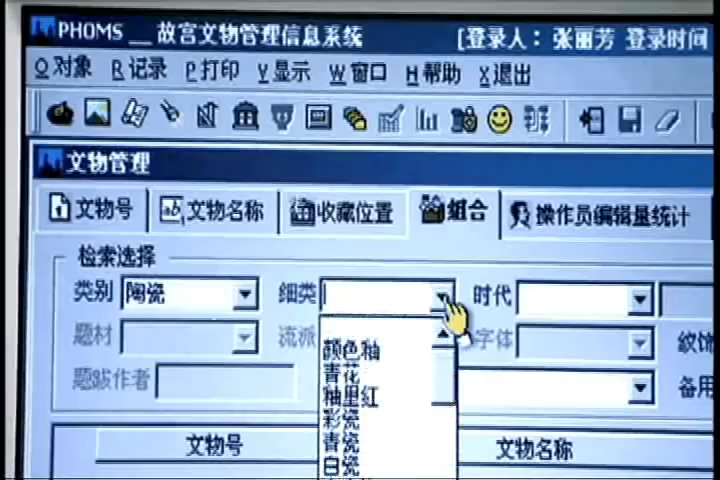 PHOMS __ 故宫文物管理信息系统 [登录人：张丽芳 登录时间
O对象 R记录 P打印 V显示 W窗口 H帮助 X退出
文物管理
文物号 ab 文物名称 收藏位置 组合 操作员编辑量统计
检索选择
类别 陶瓷 细类 时代
题材 流派 字体 纹饰
题跋作者 备用
颜色釉
青花
釉里红
彩瓷
青瓷
白瓷
文物号 文物名称